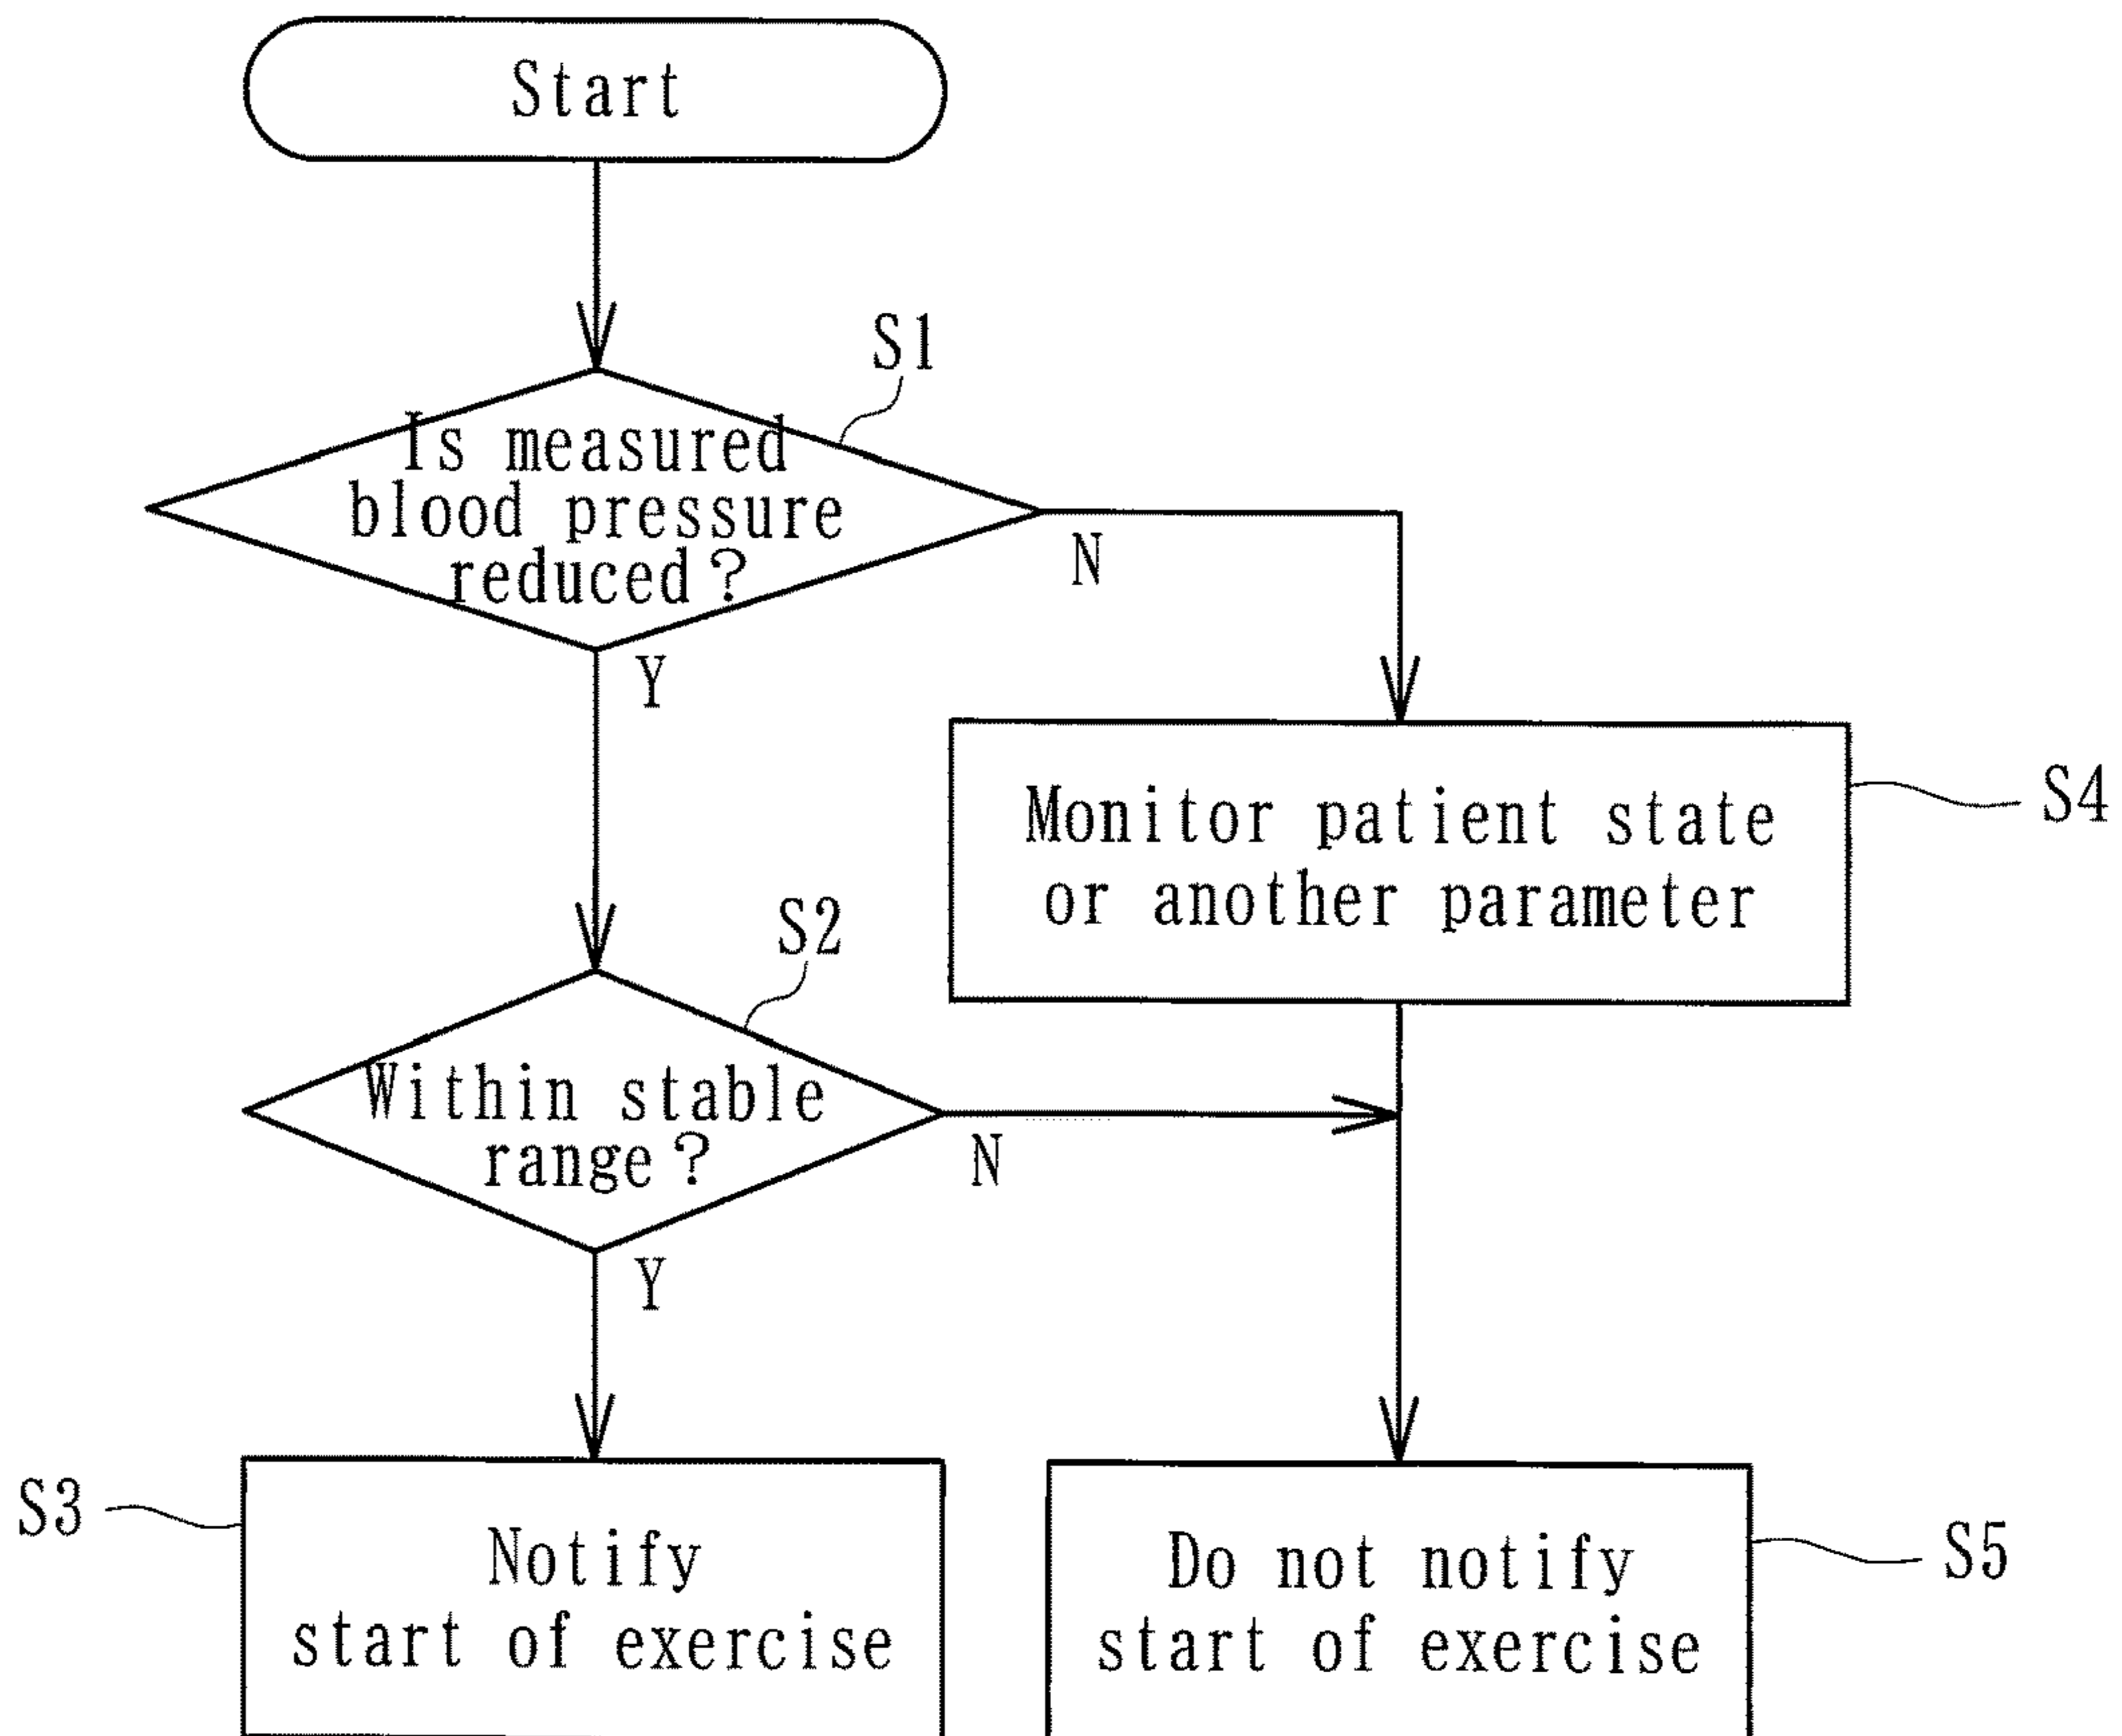 Start
S1
Is measured
blood pressure
reduced?
N
Y
Monitor patient state
or another parameter
S4
S2
Within stable
range?
N
Y
S3
Notify
start of exercise
Do not notify
start of exercise
S5